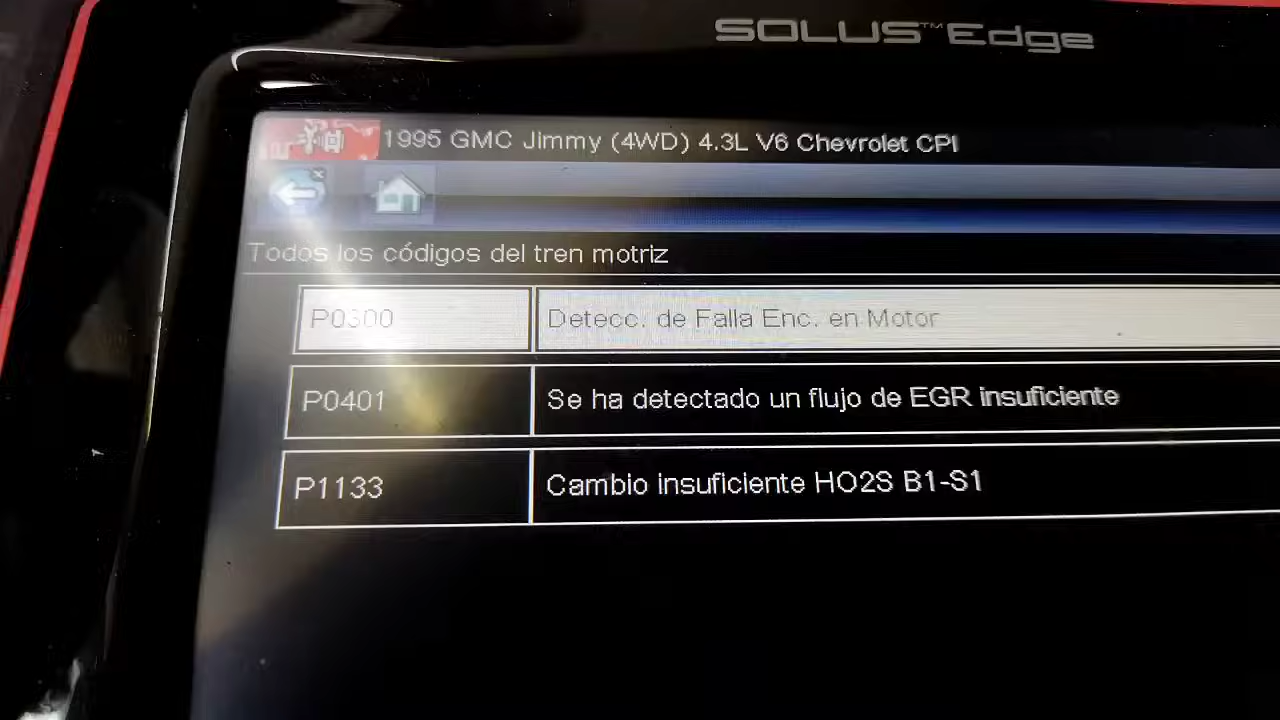 SOLUS™ Edge
1995 GMC Jimmy (4WD) 4.3L V6 Chevrolet CPI
Todos los códigos del tren motriz
P0300 Detecc. de Falla Enc. en Motor
P0401 Se ha detectado un flujo de EGR insuficiente
P1133 Cambio insuficiente HO2S B1-S1